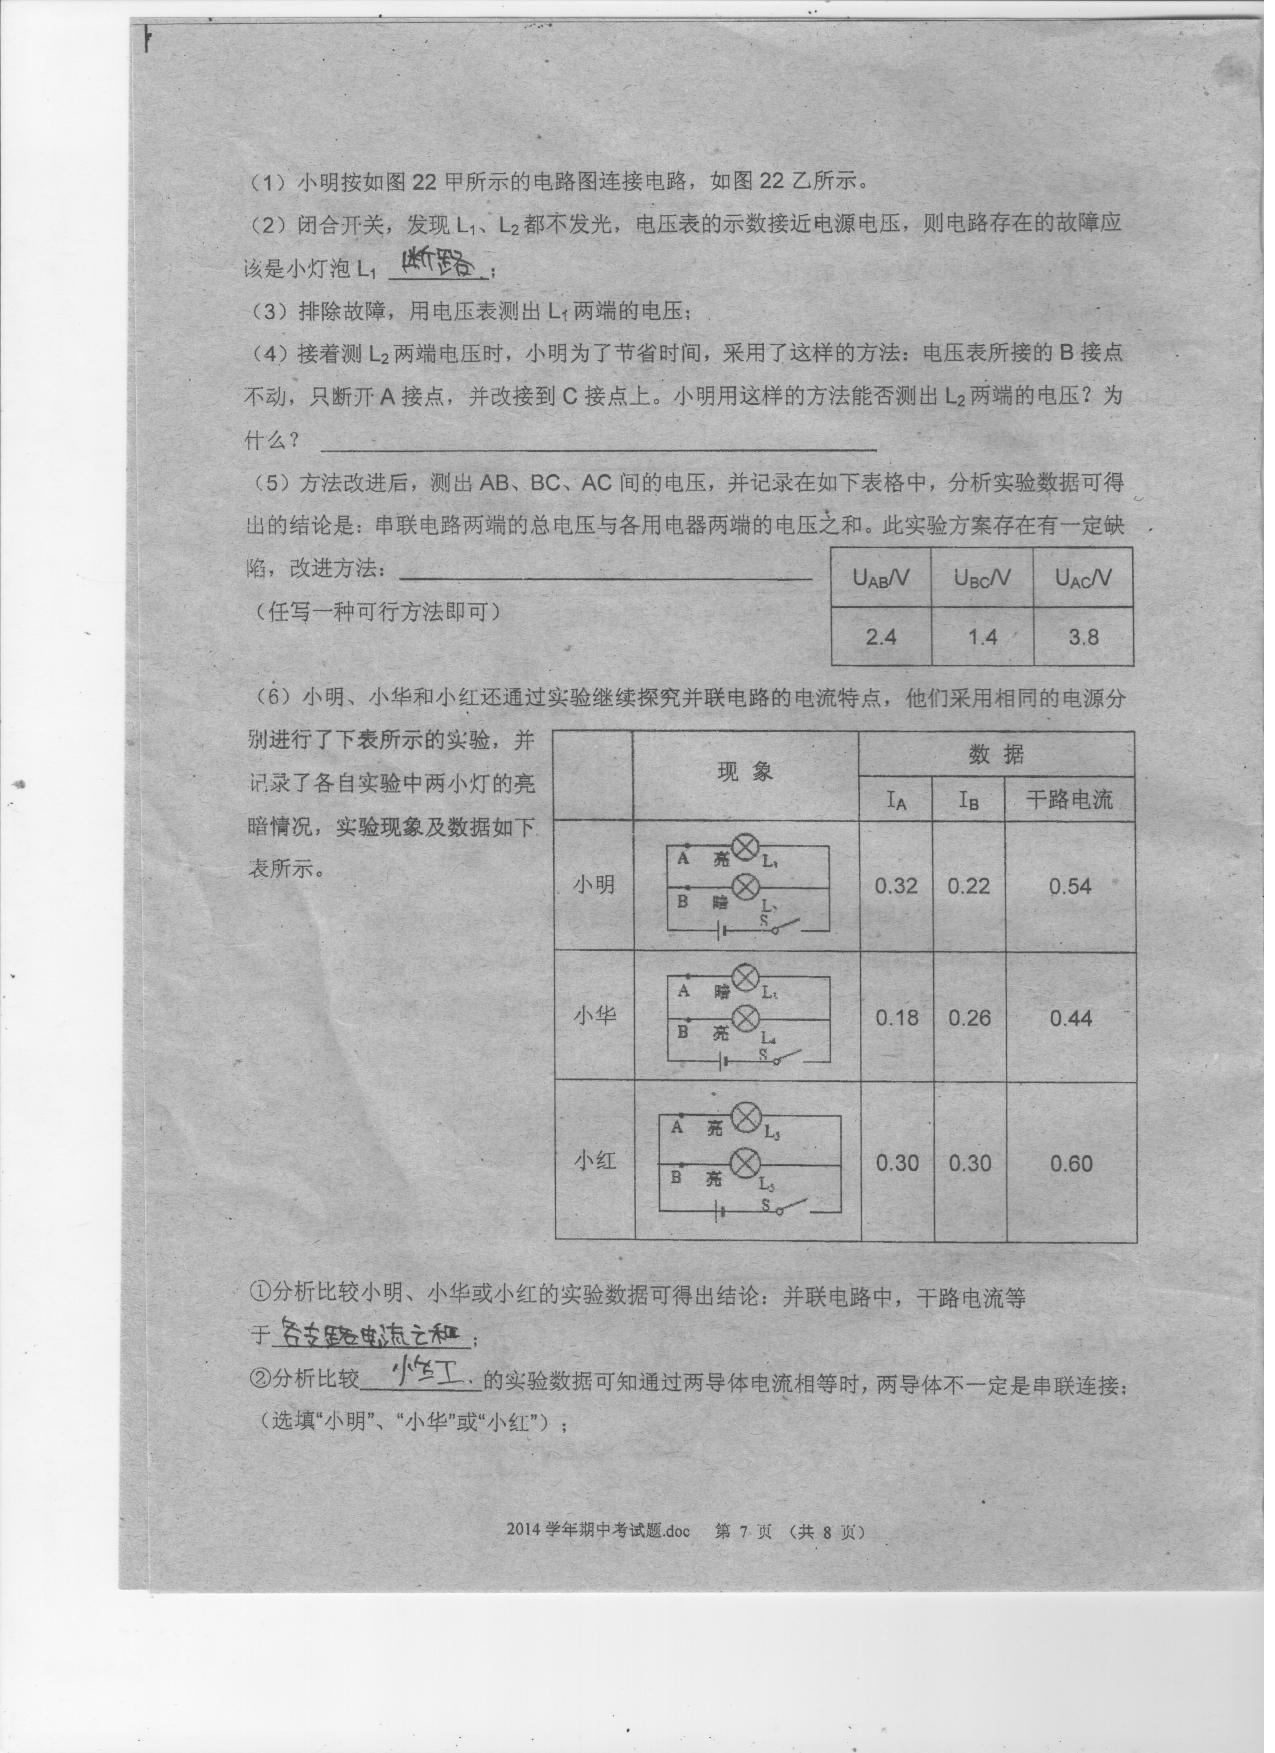 （1）小明按如图 22 甲所示的电路图连接电路，如图 22 乙所示。
（2）闭合开关，发现 L₁、L₂ 都不发光，电压表的示数接近电源电压，则电路存在的故障应
该是小灯泡 L₁ 断路；
（3）排除故障，用电压表测出 L₁ 两端的电压；
（4）接着测 L₂ 两端电压时，小明为了节省时间，采用了这样的方法：电压表所接的 B 接点
不动，只断开 A 接点，并改接到 C 接点上。小明用这样的方法能否测出 L₂ 两端的电压？为
什么？
（5）方法改进后，测出 AB、BC、AC 间的电压，并记录在如下表格中，分析实验数据可得
出的结论是：串联电路两端的总电压与各用电器两端的电压之和。此实验方案存在有一定缺
陷，改进方法：
（任写一种可行方法即可）
U_AB/V U_BC/V U_AC/V
2.4 1.4 3.8
（6）小明、小华和小红还通过实验继续探究并联电路的电流特点，他们采用相同的电源分
别进行了下表所示的实验，并
记录了各自实验中两小灯的亮
暗情况，实验现象及数据如下
表所示。
现 象 数 据
I_A I_B 干路电流
小明 0.32 0.22 0.54
A 亮 L₁
B 暗
S
小华 0.18 0.26 0.44
A 暗
B 亮 L₄
S
小红 0.30 0.30 0.60
A 亮 L₃
B 亮 L₅
S
①分析比较小明、小华或小红的实验数据可得出结论：并联电路中，干路电流等
于各支路电流之和；
②分析比较小红的实验数据可知通过两导体电流相等时，两导体不一定是串联连接；
（选填“小明”、“小华”或“小红”）；
2014 学年期中考试题.doc 第 7 页 （共 8 页）